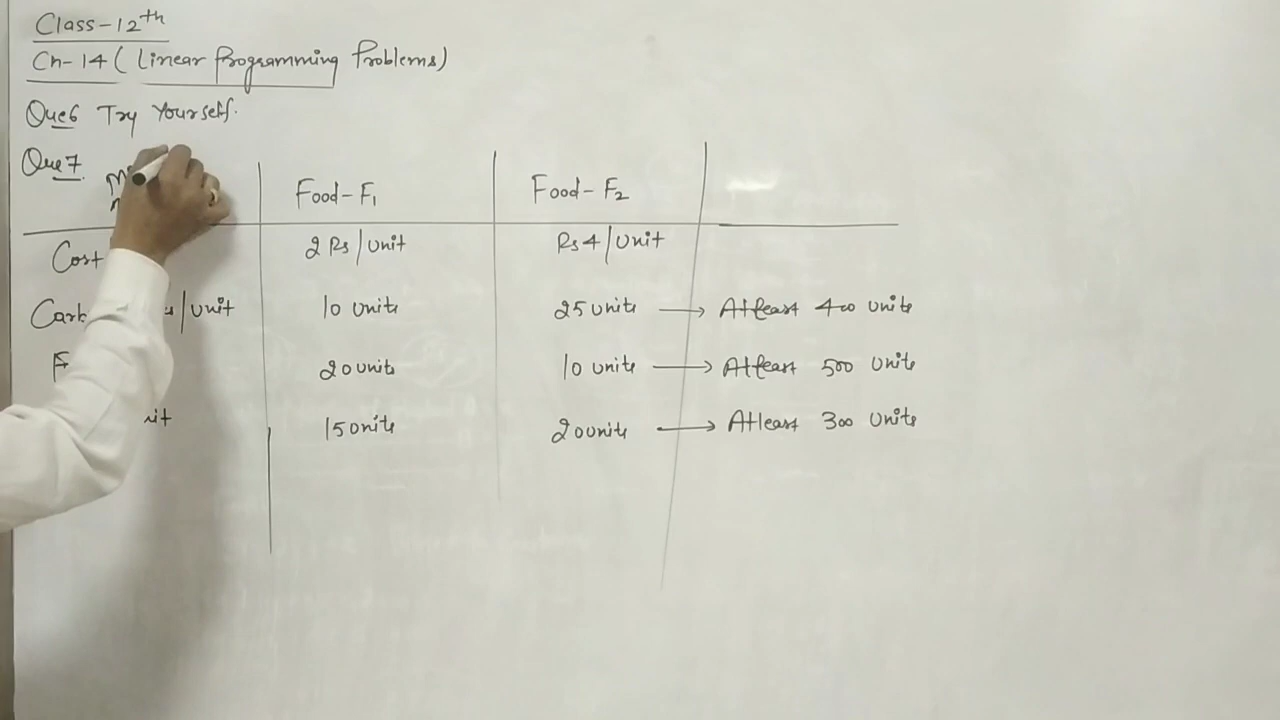 Class-12th
Ch-14 (Linear Programming Problems)
Que6 Try Yourself.
Que7
Food-F1 Food-F2
Cost 2 Rs/Unit Rs 4/Unit
/Unit 10 Units 25 Units → Atleast 400 Units
20 Units 10 Units → Atleast 500 Units
15 Units 20 Units → Atleast 300 Units